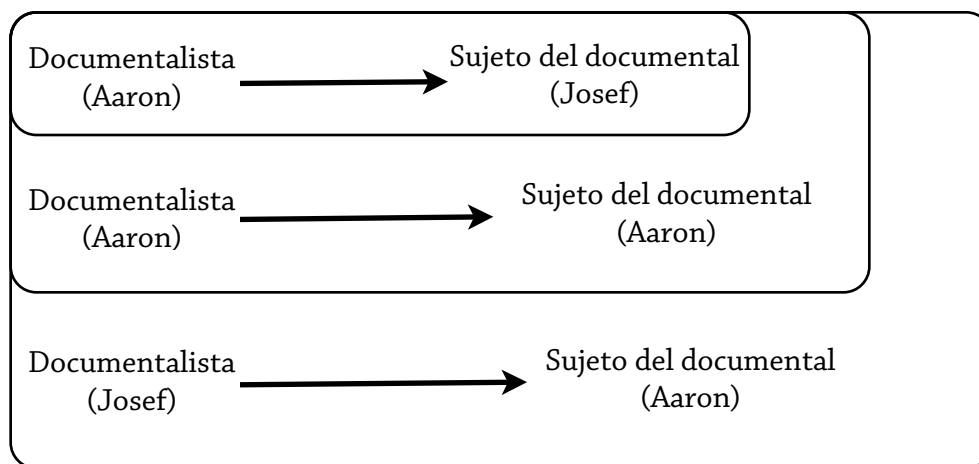 Documentalista
(Aaron)
Sujeto del documental
(Josef)
Documentalista
(Aaron)
Sujeto del documental
(Aaron)
Documentalista
(Josef)
Sujeto del documental
(Aaron)